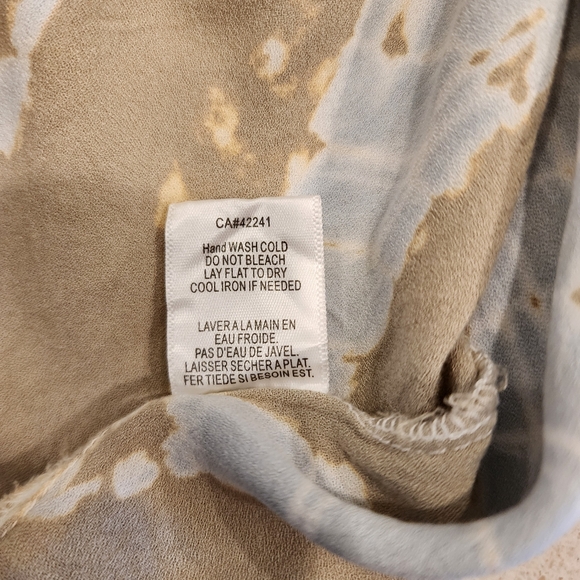 CA#42241
Hand WASH COLD
DO NOT BLEACH
LAY FLAT TO DRY
COOL IRON IF NEEDED
LAVER A LA MAIN EN
EAU FROIDE.
PAS D'EAU DE JAVEL.
LAISSER SECHER A PLAT.
FER TIEDE SI BESOIN EST.